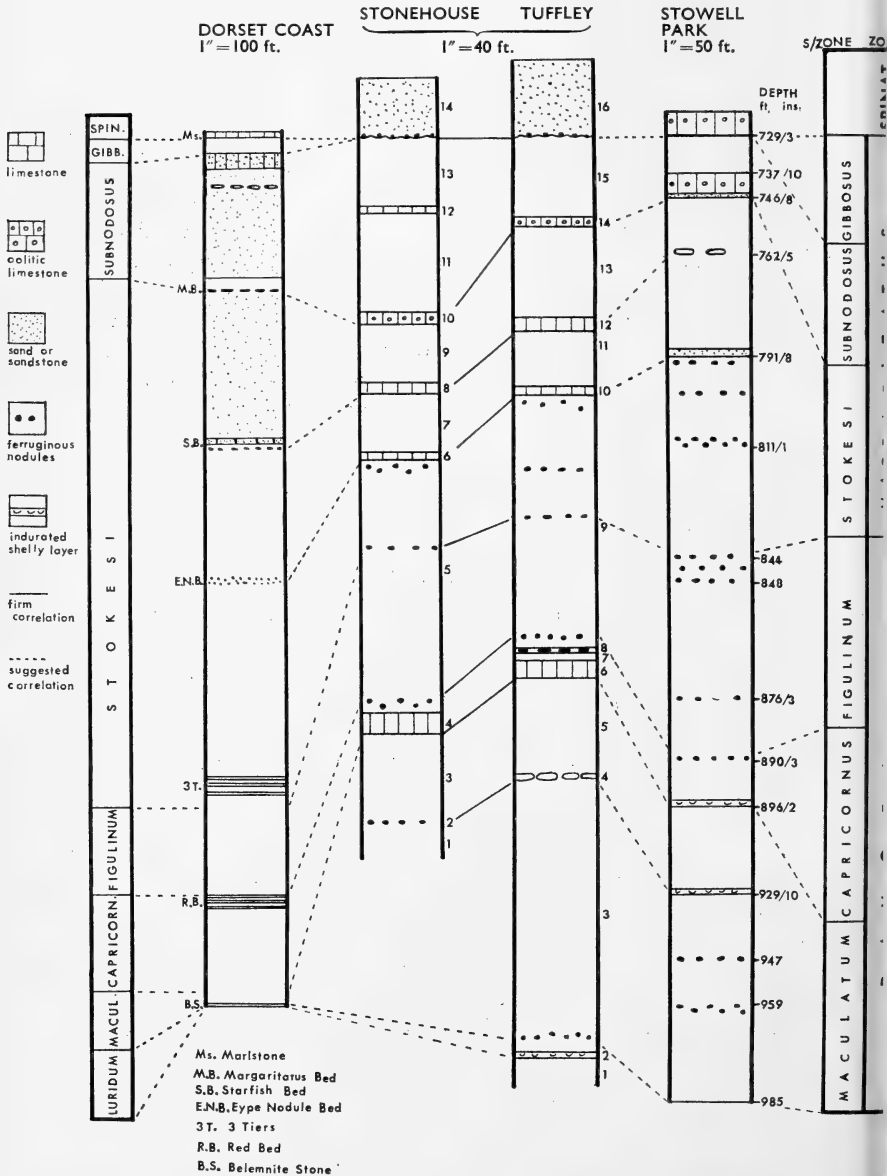 DORSET COAST
1″=100 ft.
STONEHOUSE
TUFFLEY
1″=40 ft.
STOWELL
PARK
1″=50 ft.
S/ZONE
ZO
DEPTH
ft. ins.
limestone
oolitic
limestone
sand or
sandstone
ferruginous
nodules
indurated
shelly layer
firm
correlation
suggested
correlation
SPIN.
GIBB.
SUBNODOSUS
STOKESI
FIGULINUM
CAPRICORN.
MACUL.
LURIDUM
Ms.
M.B.
S.B.
E.N.B.
3T.
R.B.
B.S.
14
13
12
11
10
9
8
7
6
5
4
3
2
1
16
15
14
13
12
11
10
9
8
7
6
5
4
3
2
1
729/3
737/10
746/8
762/5
791/8
811/1
844
848
876/3
890/3
896/2
929/10
947
959
985
GIBBOSUS
SUBNODOSUS
STOKESI
FIGULINUM
CAPRICORNUS
MACULATUM
SPINAT
Ms. Marlstone
M.B. Margaritatus Bed
S.B. Starfish Bed
E.N.B. Eype Nodule Bed
3T. 3 Tiers
R.B. Red Bed
B.S. Belemnite Stone